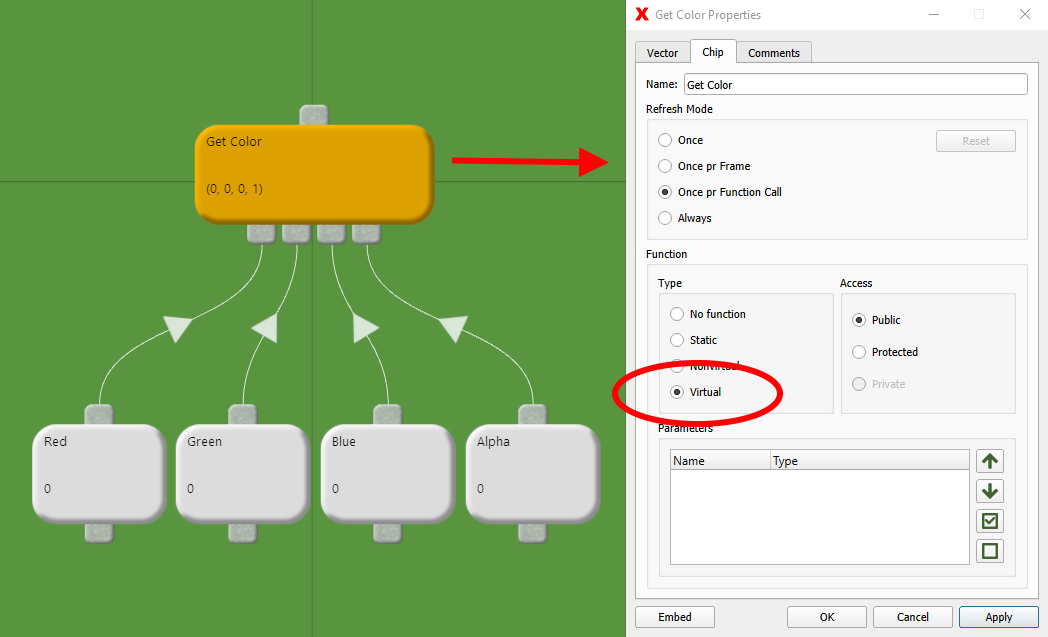 Get Color
(0, 0, 0, 1)
Red
0
Green
0
Blue
0
Alpha
0
Get Color Properties
Vector Chip Comments
Name: Get Color
Refresh Mode
Once
Reset
Once pr Frame
Once pr Function Call
Always
Function
Type
No function
Static
Nonvirtual
Virtual
Access
Public
Protected
Private
Parameters
Name Type
Embed OK Cancel Apply